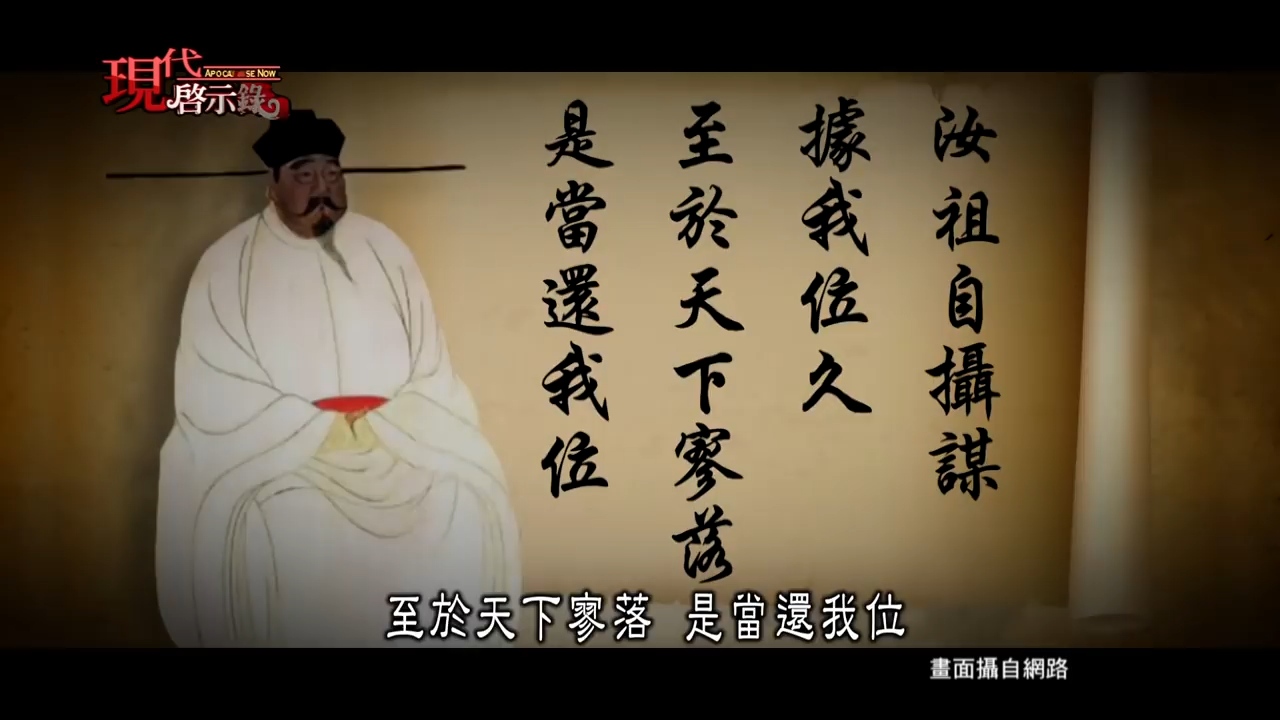 現代啓示錄
APOCALYPSE NOW
汝祖自攝謀
據我位久
至於天下寥落
是當還我位
至於天下寥落 是當還我位
畫面攝自網路